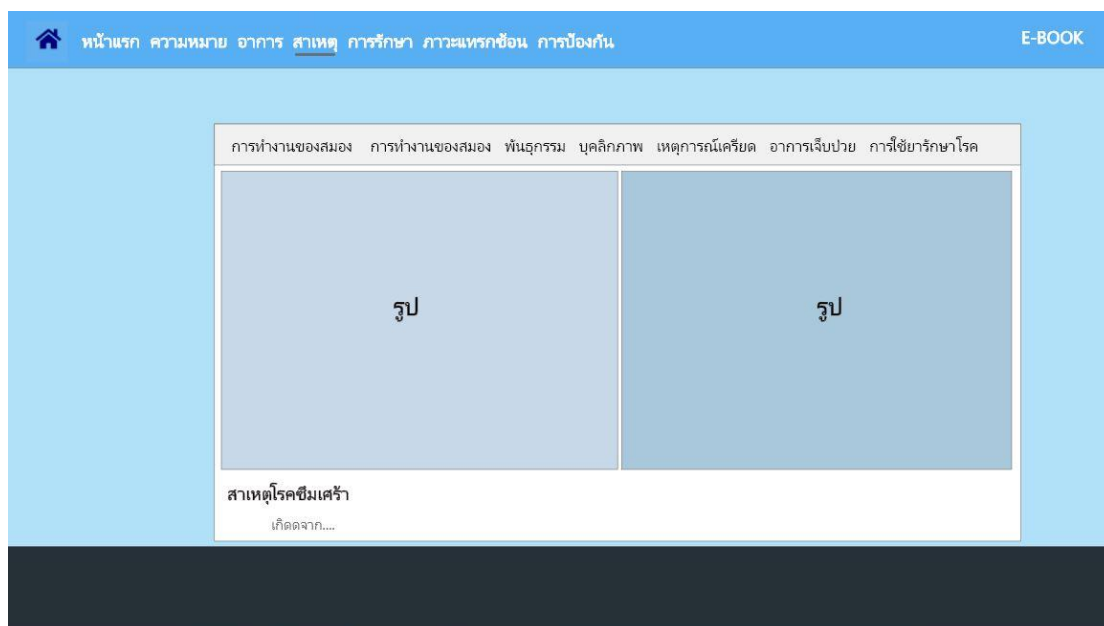 หน้าแรก ความหมาย อาการ สาเหตุ การรักษา ภาวะแทรกซ้อน การป้องกัน E-BOOK
การทำงานของสมอง การทำงานของสมอง พันธุกรรม บุคลิกภาพ เหตุการณ์เครียด อาการเจ็บป่วย การใช้ยารักษาโรค
รูป รูป
สาเหตุโรคซึมเศร้า
เกิดจาก....